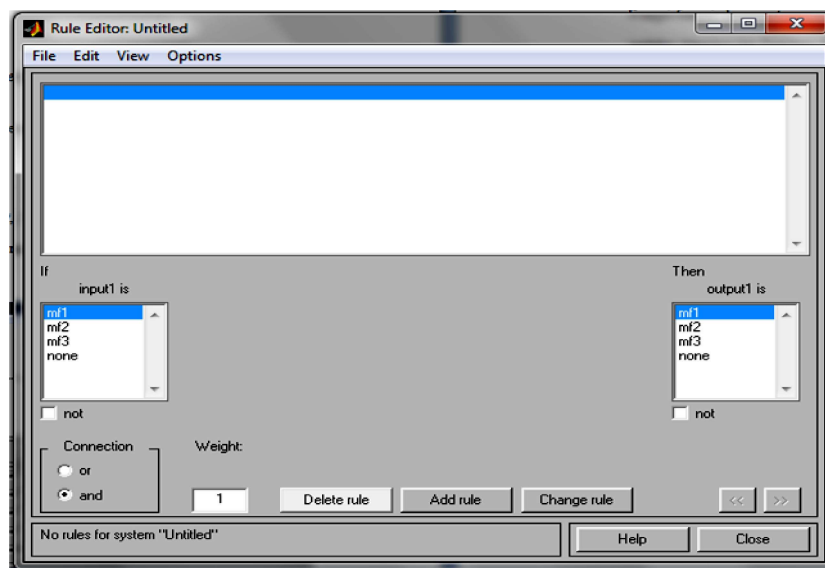 Rule Editor: Untitled
File Edit View Options
If
Then
input1 is
output1 is
mf1
mf2
mf3
none
mf1
mf2
mf3
none
not
not
Connection
or
and
Weight:
1
Delete rule
Add rule
Change rule
<<
>>
No rules for system "Untitled"
Help
Close